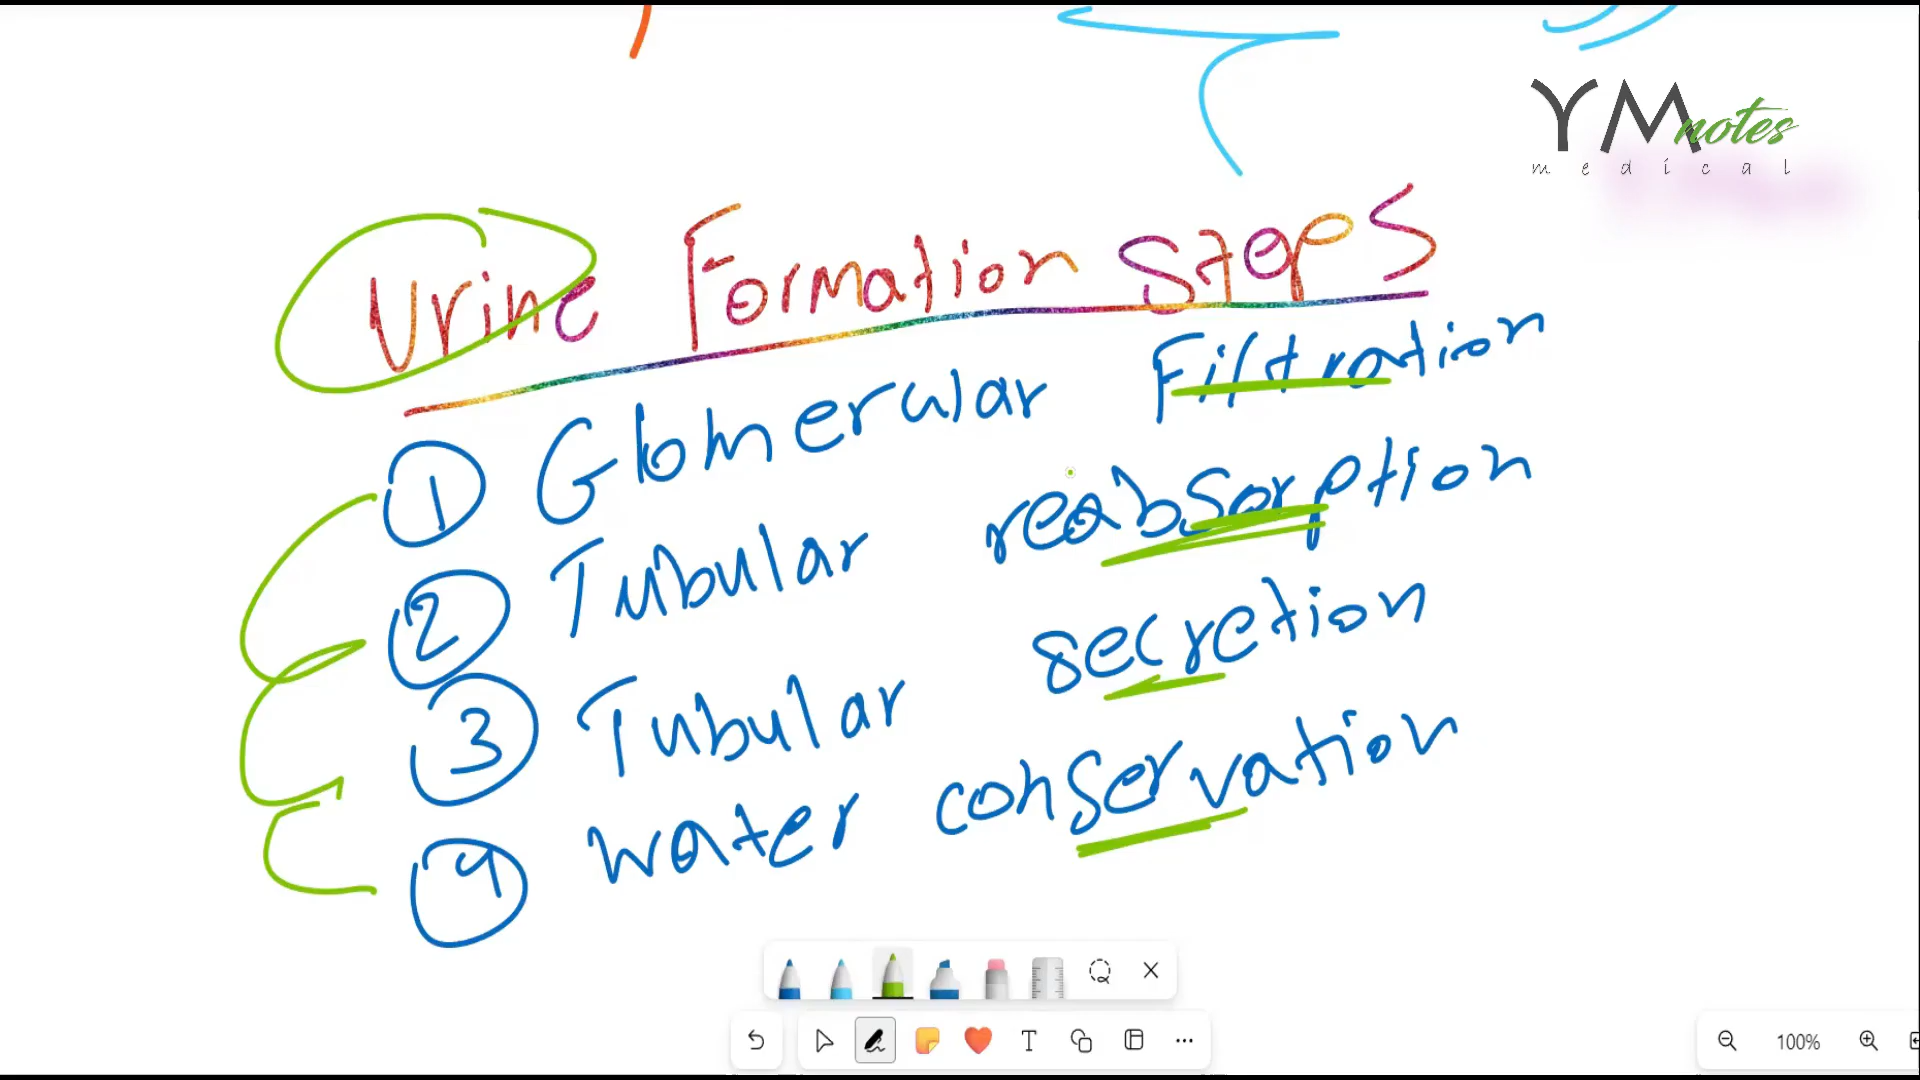 YM notes
medical
Urine Formation Steps
1 Glomerular Filtration
2 Tubular reabsorption
3 Tubular secretion
4 water conservation
100%